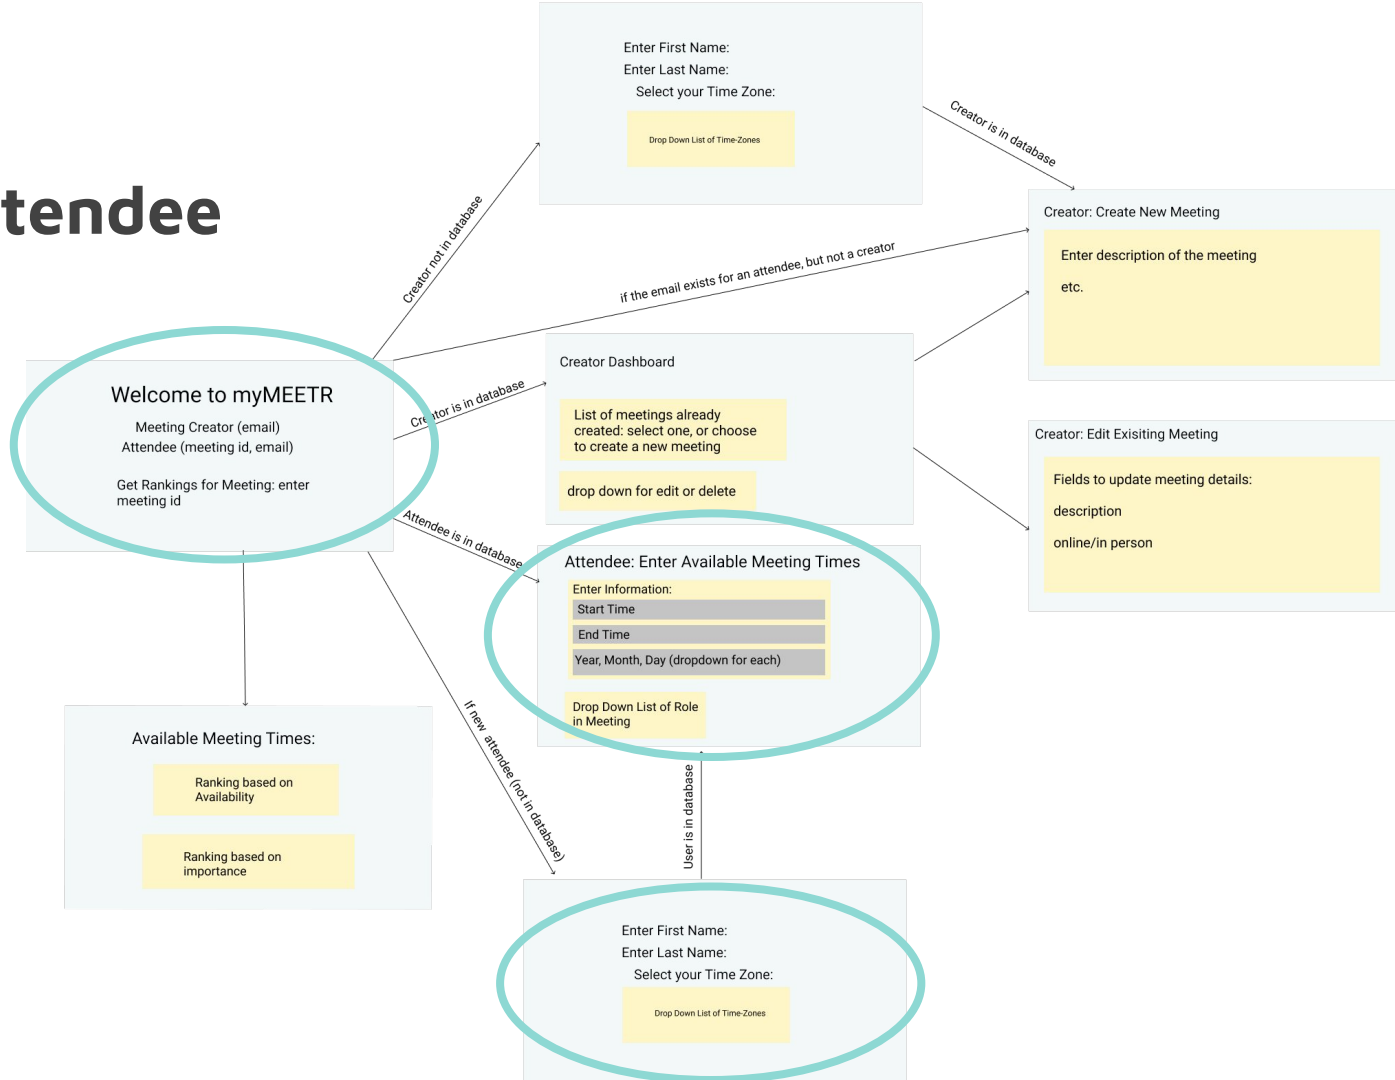 tendee
Enter First Name:
Enter Last Name:
Select your Time Zone:
Drop Down List of Time-Zones
Creator is in database
Creator not in database
if the email exists for an attendee, but not a creator
Creator: Create New Meeting
Enter description of the meeting
etc.
Welcome to myMEETR
Meeting Creator (email)
Attendee (meeting id, email)
Get Rankings for Meeting: enter
meeting id
Creator is in database
Creator Dashboard
List of meetings already
created: select one, or choose
to create a new meeting
drop down for edit or delete
Creator: Edit Exisiting Meeting
Fields to update meeting details:
description
online/in person
Attendee is in database
Attendee: Enter Available Meeting Times
Enter Information:
Start Time
End Time
Year, Month, Day (dropdown for each)
Drop Down List of Role
in Meeting
Available Meeting Times:
Ranking based on
Availability
Ranking based on
importance
If new attendee (not in database)
User is in database
Enter First Name:
Enter Last Name:
Select your Time Zone:
Drop Down List of Time-Zones